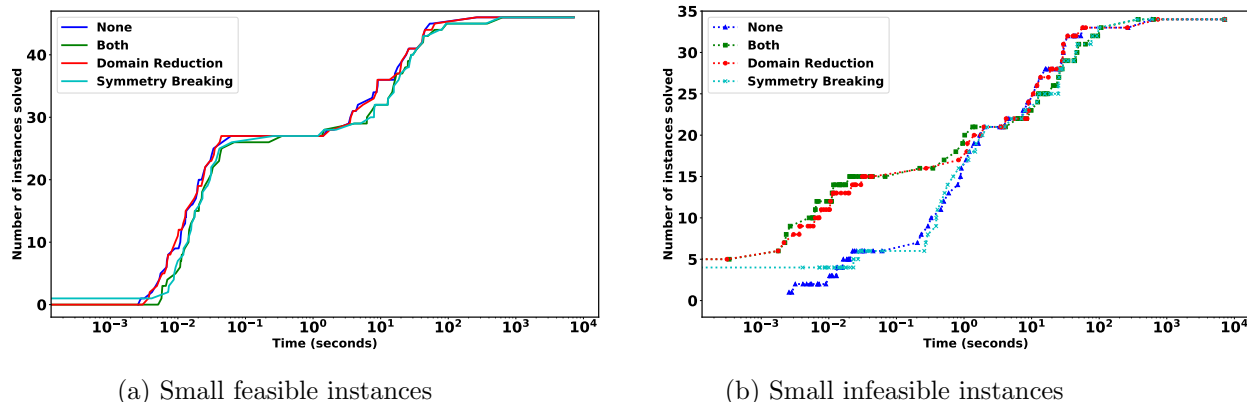 None
Both
Domain Reduction
Symmetry Breaking
Number of instances solved
40
30
20
10
0
10⁻³
10⁻²
10⁻¹
10⁰
10¹
10²
10³
10⁴
Time (seconds)
(a) Small feasible instances
None
Both
Domain Reduction
Symmetry Breaking
Number of instances solved
35
30
25
20
15
10
5
0
10⁻³
10⁻²
10⁻¹
10⁰
10¹
10²
10³
10⁴
Time (seconds)
(b) Small infeasible instances